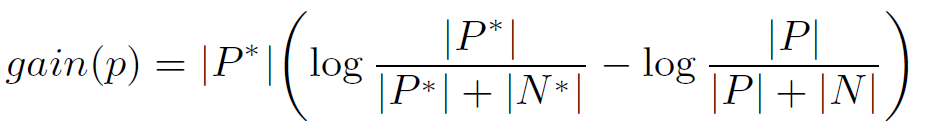 gain(p) = |P*|( log |P*| / |P*| + |N*| − log |P| / |P| + |N| )